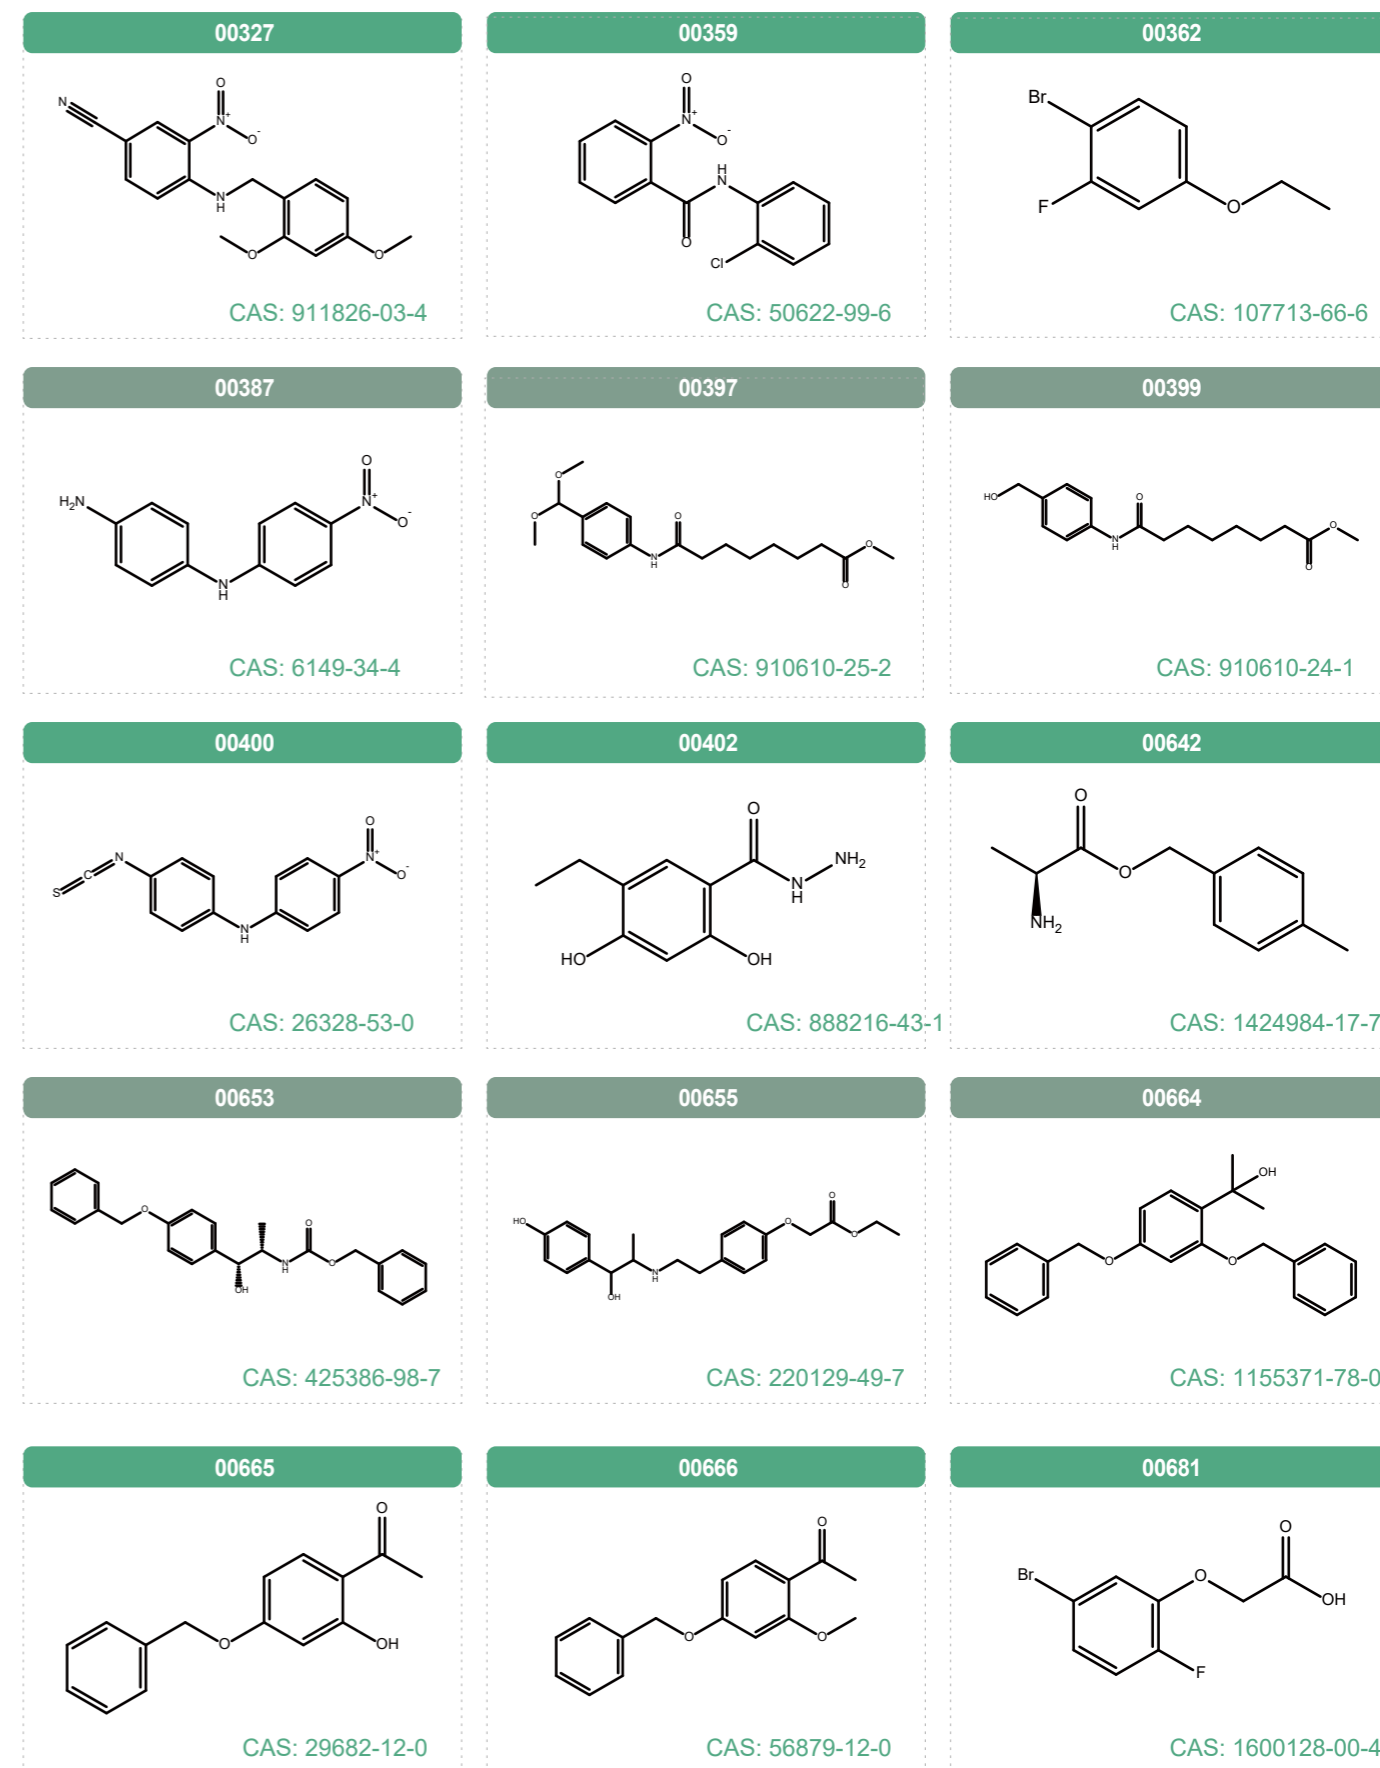 00327
00359
00362
N
O
N+
O-
N
H
O
O
O
N+
O-
H
N
O
Cl
Br
F
O
CAS: 911826-03-4
CAS: 50622-99-6
CAS: 107713-66-6
00387
00397
00399
H2N
N
H
O
N+
O-
O
O
N
H
O
O
O
HO
N
H
O
O
O
CAS: 6149-34-4
CAS: 910610-25-2
CAS: 910610-24-1
00400
00402
00642
S
C
N
N
H
O
N+
O-
O
NH2
N
H
HO
OH
O
O
NH2
CAS: 26328-53-0
CAS: 888216-43-1
CAS: 1424984-17-7
00653
00655
00664
O
OH
N
H
O
O
HO
OH
N
H
O
O
O
OH
O
O
CAS: 425386-98-7
CAS: 220129-49-7
CAS: 1155371-78-0
00665
00666
00681
O
O
OH
O
O
O
Br
O
O
OH
F
CAS: 29682-12-0
CAS: 56879-12-0
CAS: 1600128-00-4